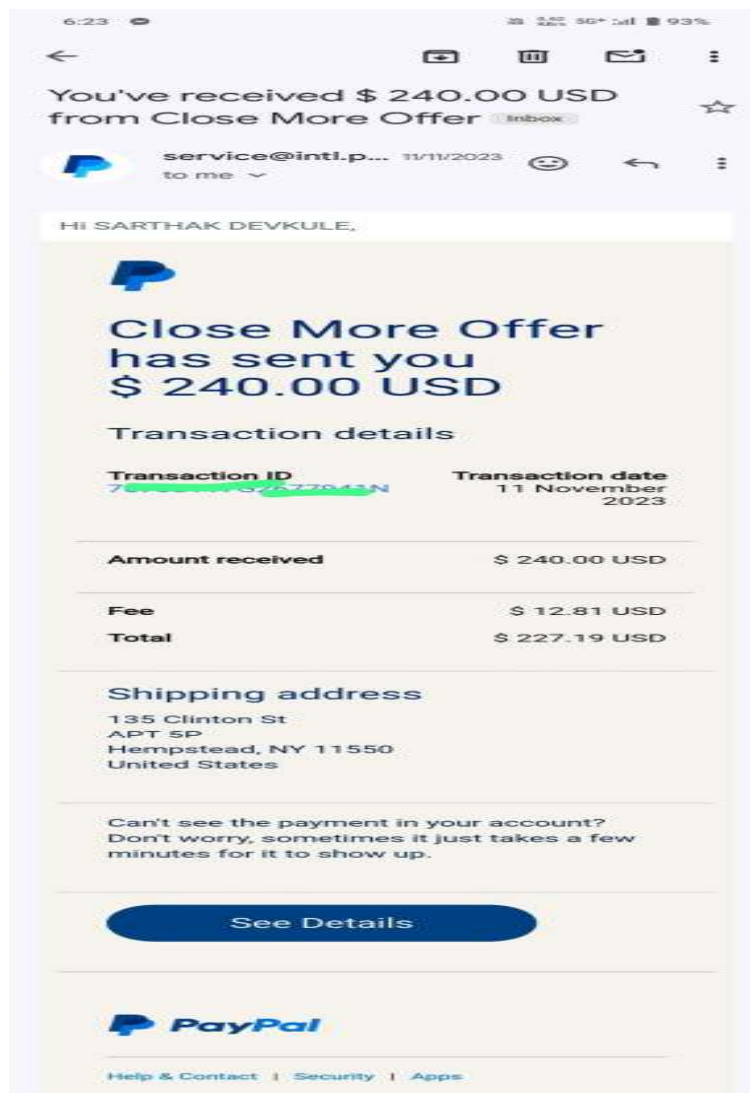 6:23
5G+ 93%
You've received $ 240.00 USD
from Close More Offer Inbox
service@intl.p... 11/11/2023
to me
Hi SARTHAK DEVKULE,
Close More Offer
has sent you
$ 240.00 USD
Transaction details
Transaction ID
Transaction date
11 November
2023
Amount received $ 240.00 USD
Fee $ 12.81 USD
Total $ 227.19 USD
Shipping address
135 Clinton St
APT 5P
Hempstead, NY 11550
United States
Can't see the payment in your account?
Don't worry, sometimes it just takes a few
minutes for it to show up.
See Details
PayPal
Help & Contact | Security | Apps